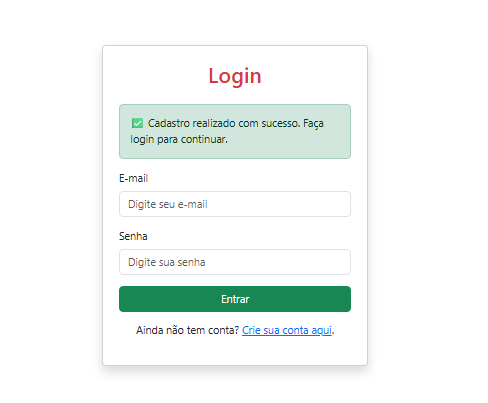 Login
✅ Cadastro realizado com sucesso. Faça
login para continuar.
E-mail
Digite seu e-mail
Senha
Digite sua senha
Entrar
Ainda não tem conta? Crie sua conta aqui.